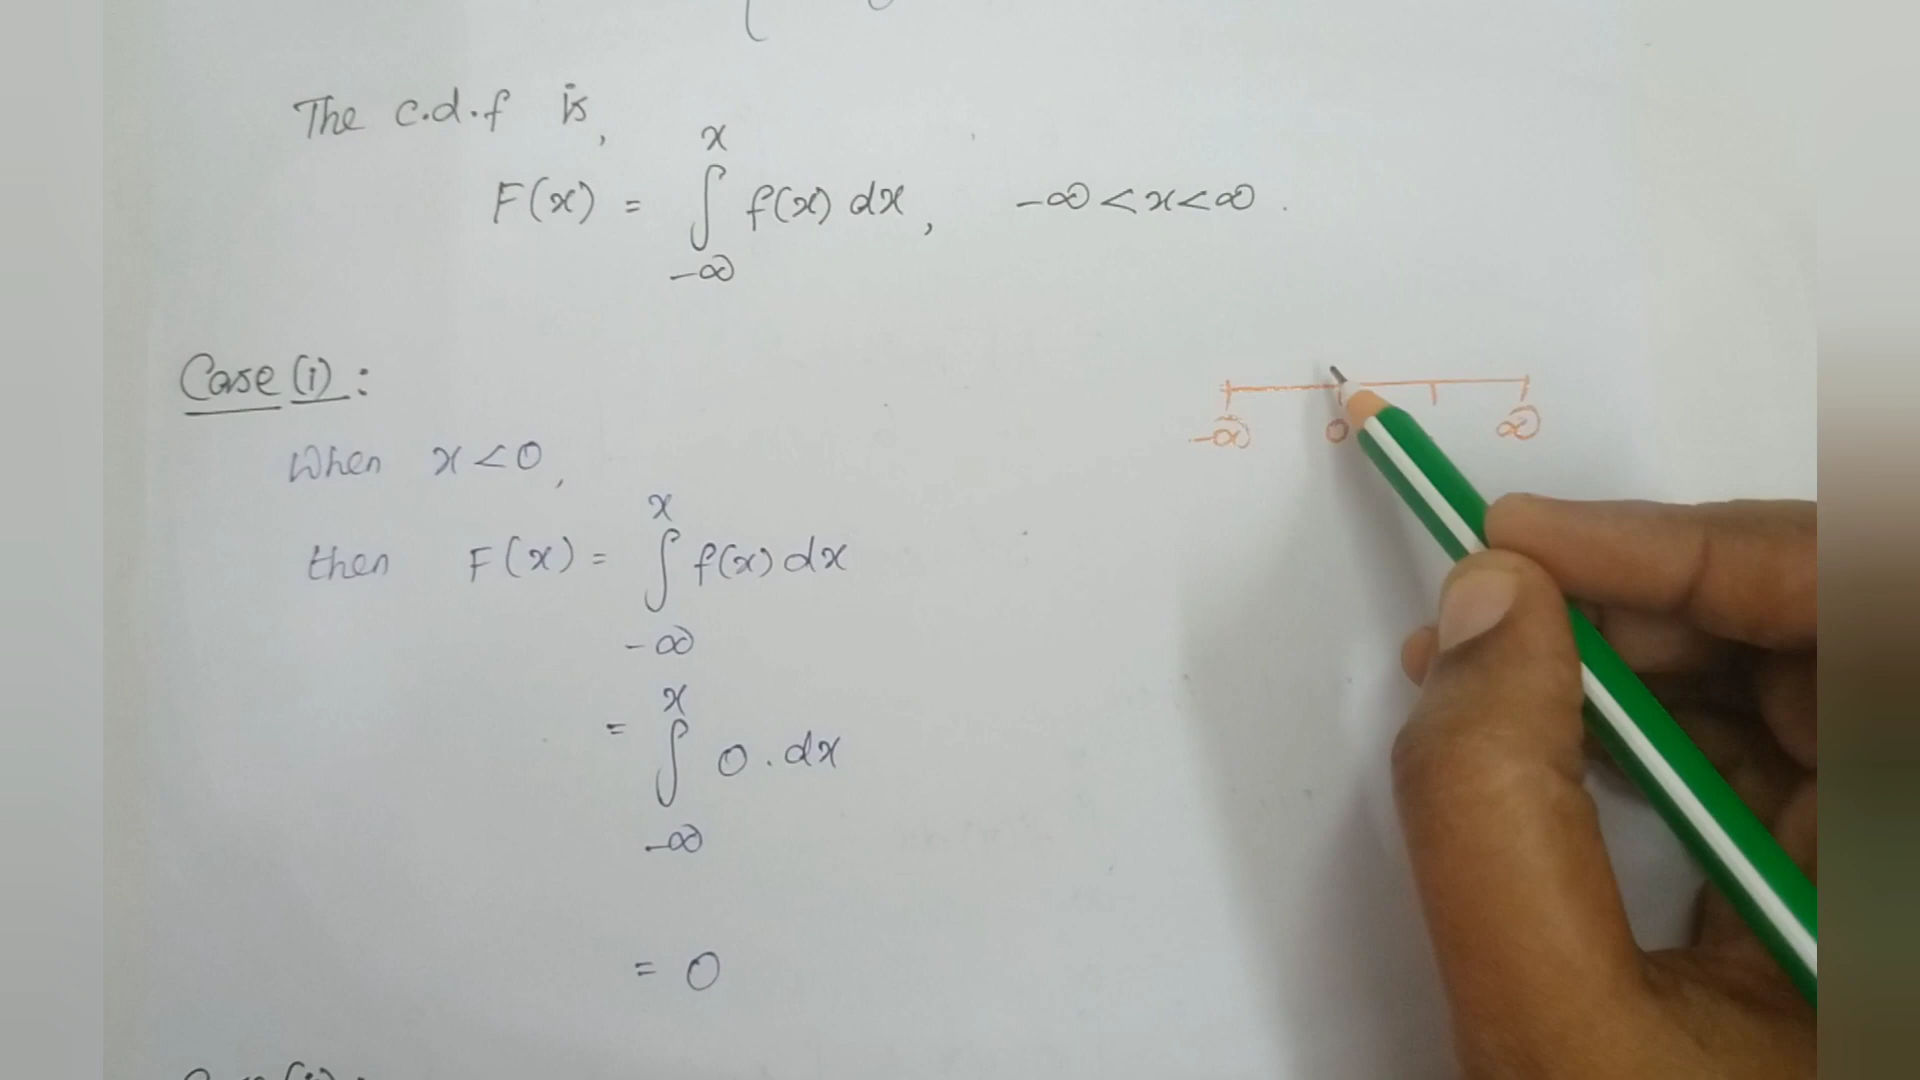 The c.d.f is,
F(x) = ∫_{-∞}^{x} f(x) dx, -∞ < x < ∞.
Case (i):
-∞ 0 ∞
When x < 0,
then F(x) = ∫_{-∞}^{x} f(x) dx
= ∫_{-∞}^{x} 0 . dx
= 0